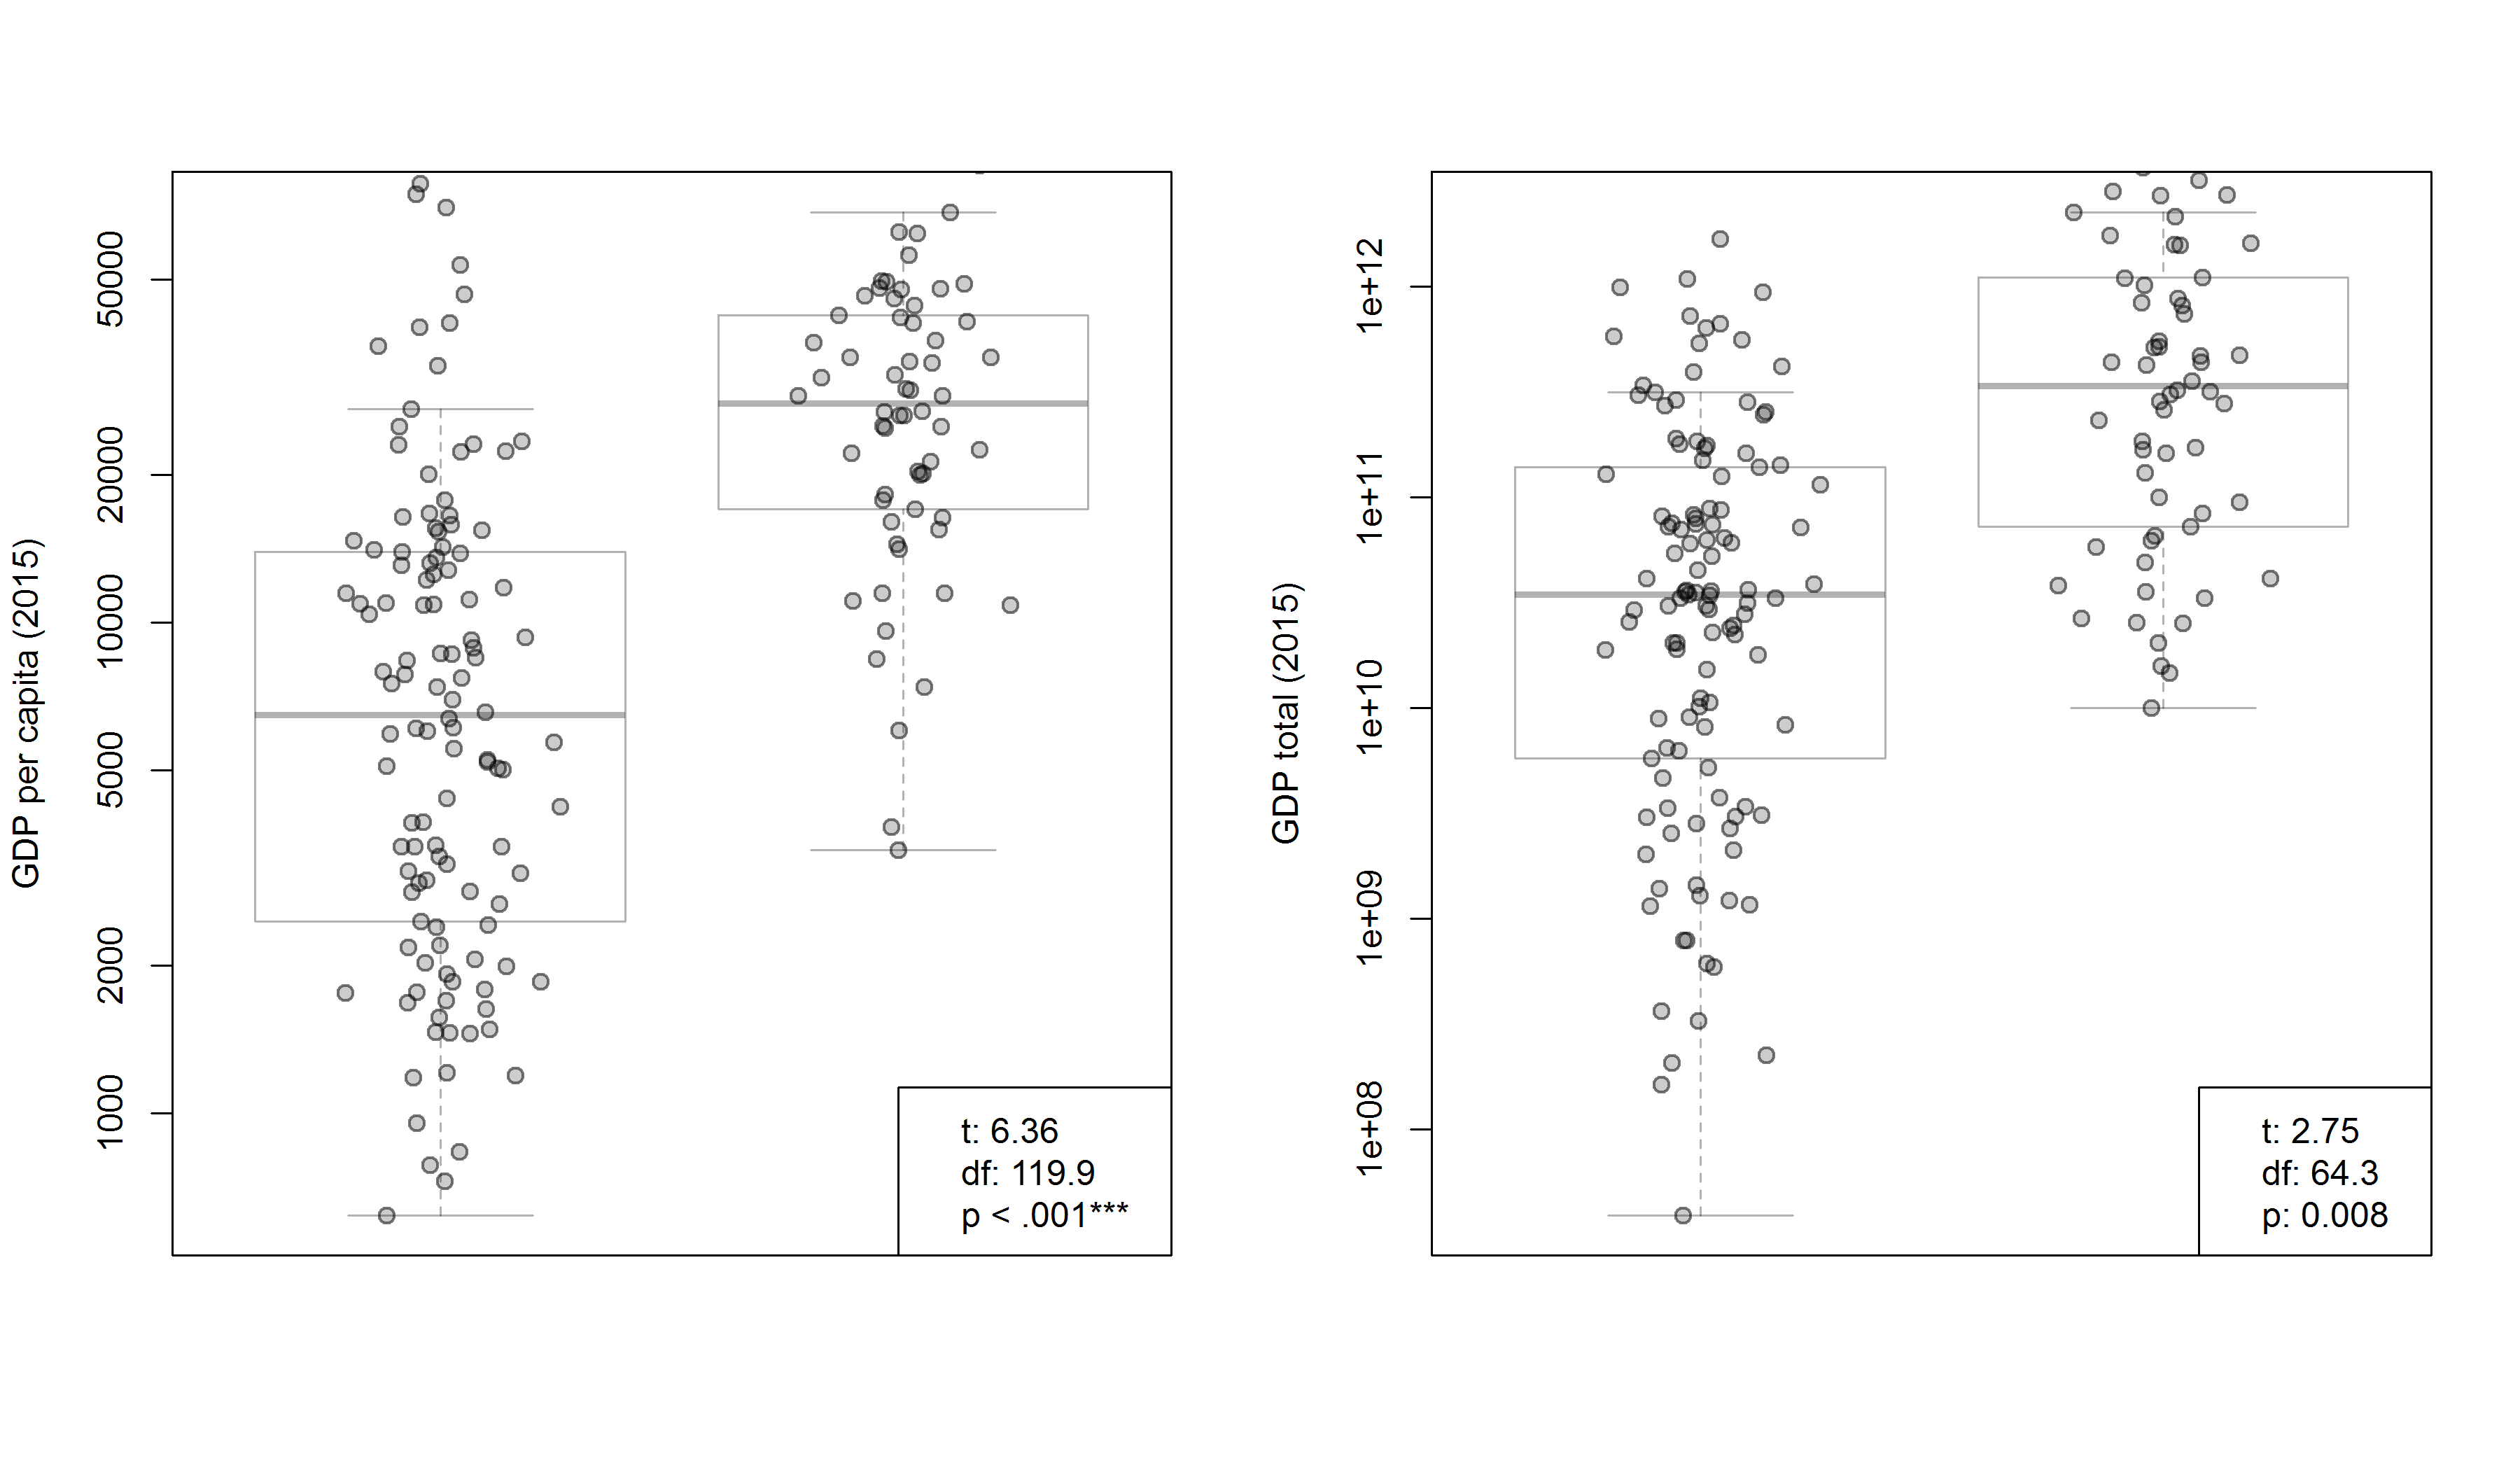 GDP per capita (2015)
50000
20000
10000
5000
2000
1000
t: 6.36
df: 119.9
p < .001***
GDP total (2015)
1e+12
1e+11
1e+10
1e+09
1e+08
t: 2.75
df: 64.3
p: 0.008